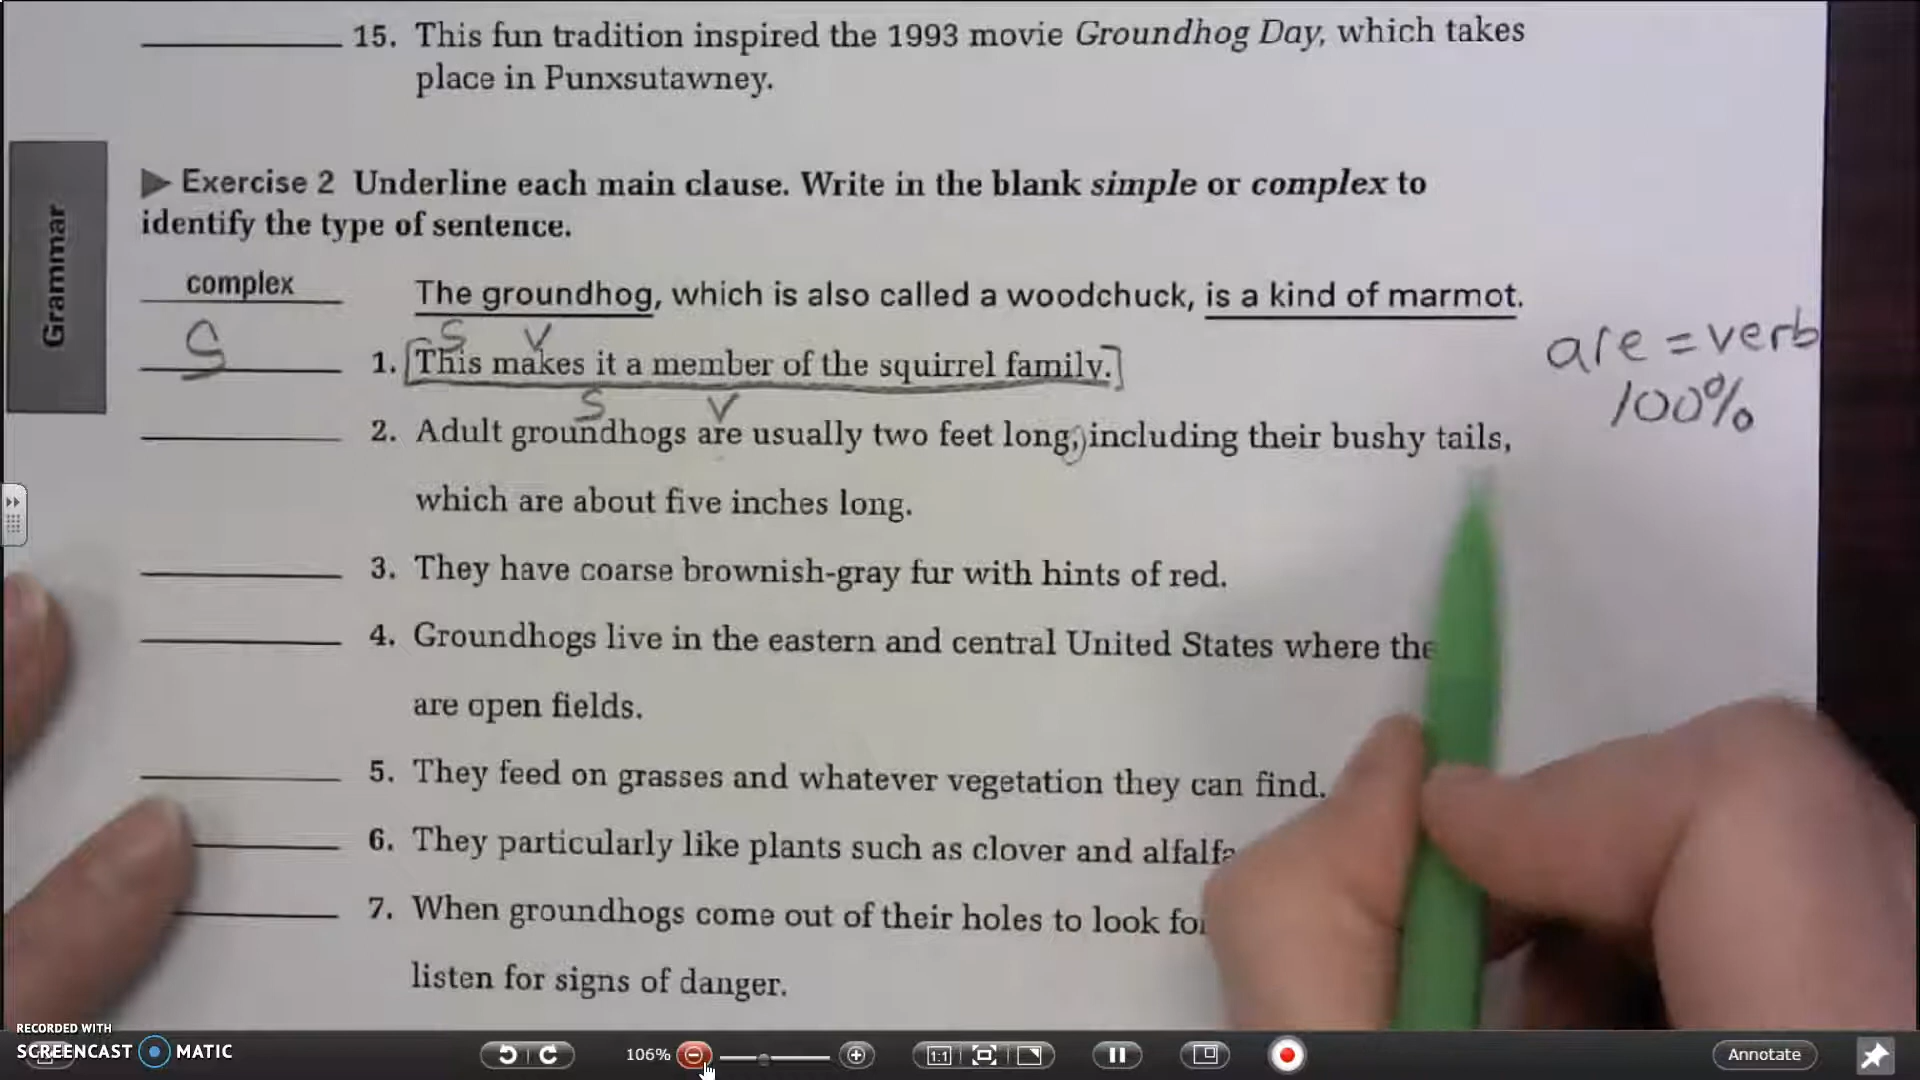 15. This fun tradition inspired the 1993 movie Groundhog Day, which takes
place in Punxsutawney.
Grammar
Exercise 2 Underline each main clause. Write in the blank simple or complex to
identify the type of sentence.
complex The groundhog, which is also called a woodchuck, is a kind of marmot.
S V
S 1. [This makes it a member of the squirrel family.]
are = verb
100%
S V
2. Adult groundhogs are usually two feet long, including their bushy tails,
which are about five inches long.
3. They have coarse brownish-gray fur with hints of red.
4. Groundhogs live in the eastern and central United States where
are open fields.
5. They feed on grasses and whatever vegetation they can find.
6. They particularly like plants such as clover and
7. When groundhogs come out of their holes to look
listen for signs of danger.
RECORDED WITH
SCREENCAST MATIC
106%
1:1
Annotate